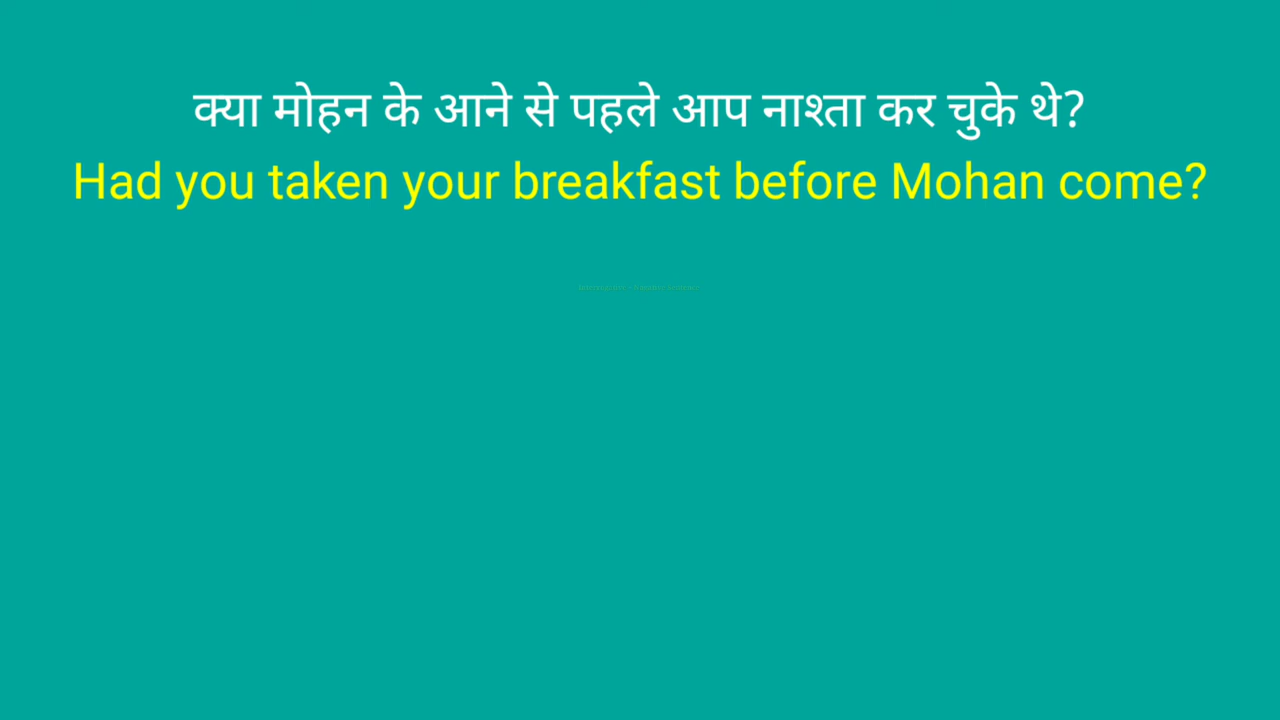 क्या मोहन के आने से पहले आप नाश्ता कर चुके थे?
Had you taken your breakfast before Mohan come?